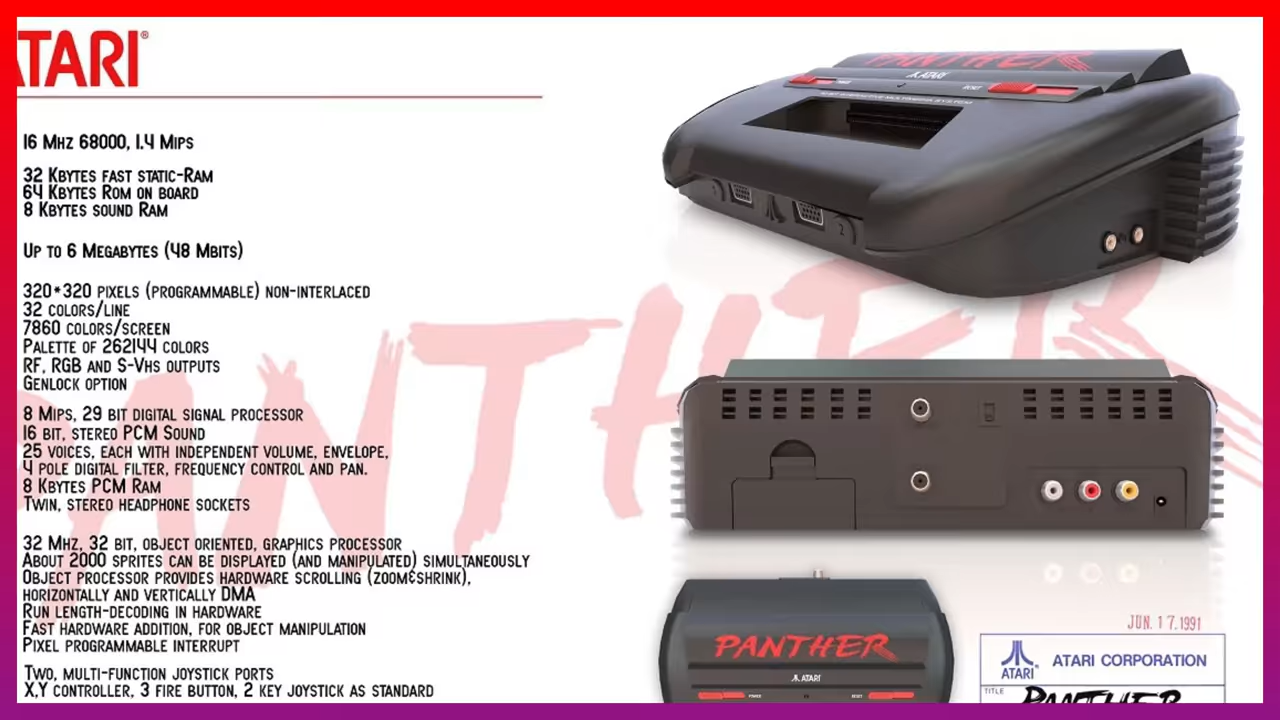 ATARI®
16 MHZ 68000, 1.4 MIPS
32 KBYTES FAST STATIC-RAM
64 KBYTES ROM ON BOARD
8 KBYTES SOUND RAM
UP TO 6 MEGABYTES (48 MBITS)
320*320 PIXELS (PROGRAMMABLE) NON-INTERLACED
32 COLORS/LINE
7860 COLORS/SCREEN
PALETTE OF 262144 COLORS
RF, RGB AND S-VHS OUTPUTS
GENLOCK OPTION
8 MIPS, 29 BIT DIGITAL SIGNAL PROCESSOR
16 BIT, STEREO PCM SOUND
25 VOICES, EACH WITH INDEPENDENT VOLUME, ENVELOPE,
4 POLE DIGITAL FILTER, FREQUENCY CONTROL AND PAN.
8 KBYTES PCM RAM
TWIN, STEREO HEADPHONE SOCKETS
32 MHZ, 32 BIT, OBJECT ORIENTED, GRAPHICS PROCESSOR
ABOUT 2000 SPRITES CAN BE DISPLAYED (AND MANIPULATED) SIMULTANEOUSLY
OBJECT PROCESSOR PROVIDES HARDWARE SCROLLING (ZOOM&SHRINK),
HORIZONTALLY AND VERTICALLY DMA
RUN LENGTH-DECODING IN HARDWARE
FAST HARDWARE ADDITION, FOR OBJECT MANIPULATION
PIXEL PROGRAMMABLE INTERRUPT
TWO, MULTI-FUNCTION JOYSTICK PORTS
X,Y CONTROLLER, 3 FIRE BUTTON, 2 KEY JOYSTICK AS STANDARD
PANTHER
PANTHER
ATARI
POWER
RESET
1
2
PANTHER
ATARI
POWER
RESET
JUN. 17.1991
ATARI®
ATARI CORPORATION
TITLE
PANTHER